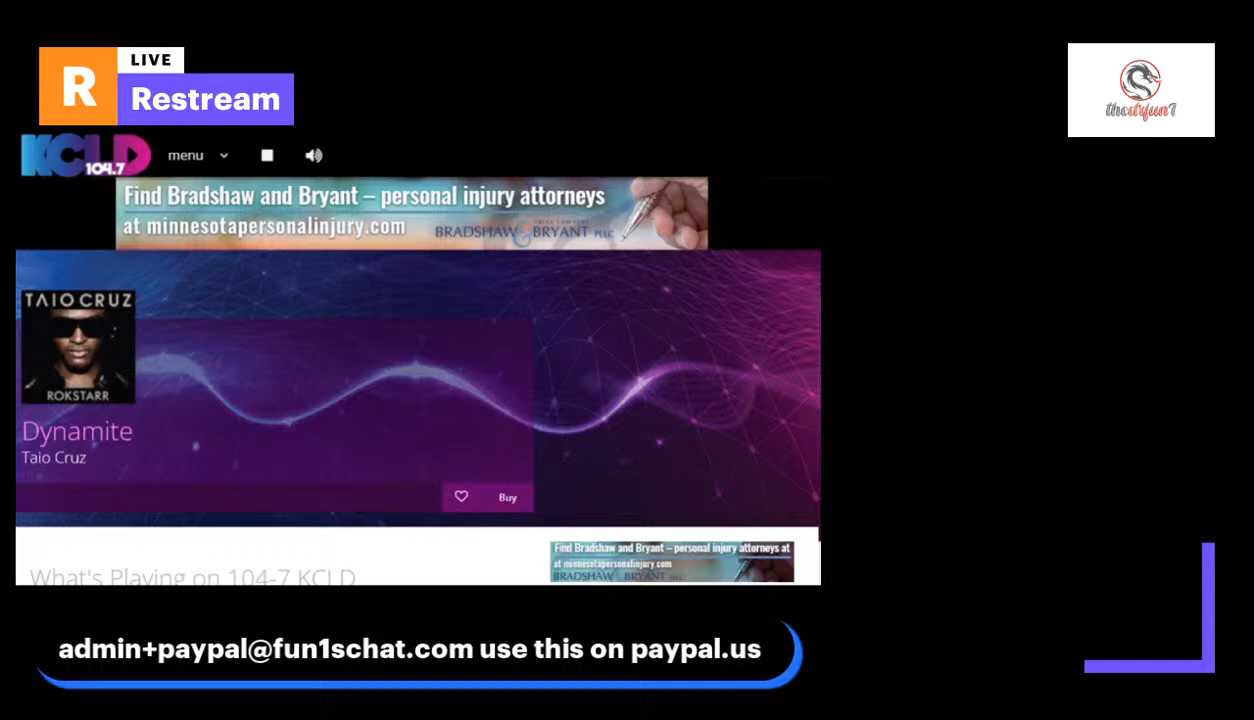 R
LIVE
Restream
KCLD
104.7
menu
Find Bradshaw and Bryant – personal injury attorneys
at minnesotapersonalinjury.com
BRADSHAW & BRYANT PLLC
TAIO CRUZ
ROKSTARR
Dynamite
Taio Cruz
Buy
What's Playing on 104-7 KCLD
Find Bradshaw and Bryant – personal injury attorneys at
at minnesotapersonalinjury.com
BRADSHAW BRYANT
admin+paypal@fun1schat.com use this on paypal.us